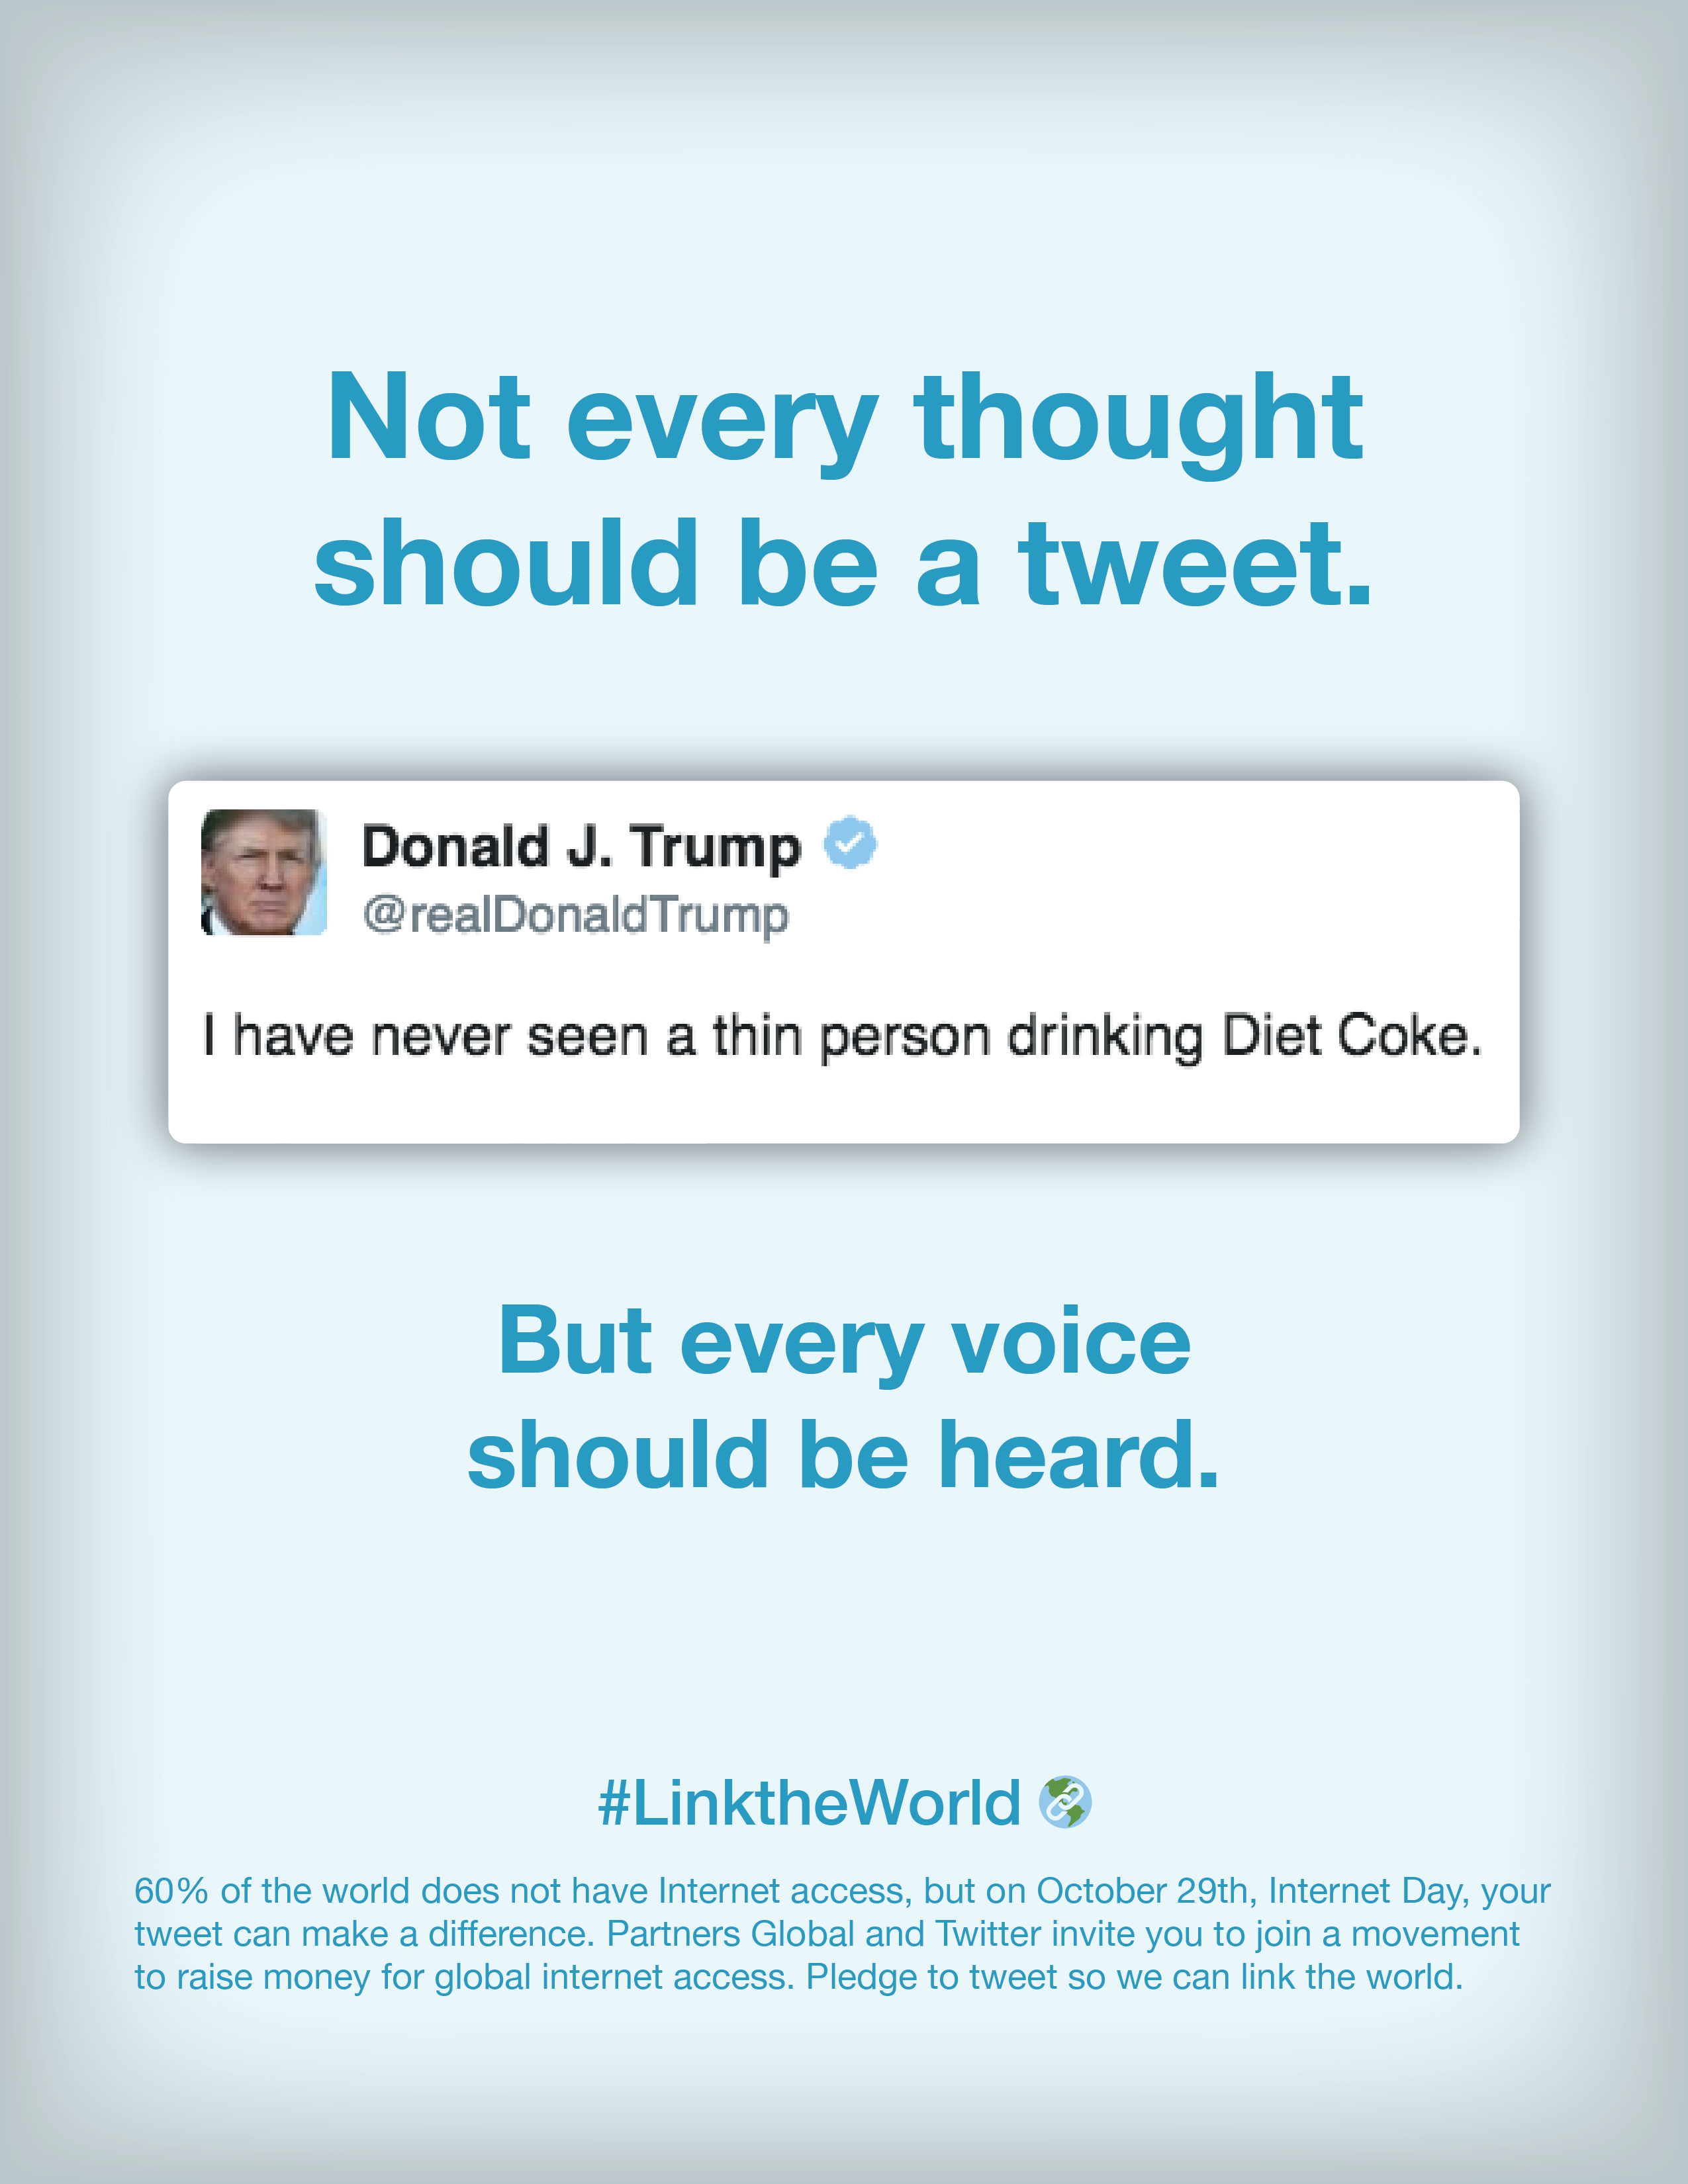 Not every thought
should be a tweet.
Donald J. Trump
@realDonaldTrump
I have never seen a thin person drinking Diet Coke.
But every voice
should be heard.
#LinktheWorld
60% of the world does not have Internet access, but on October 29th, Internet Day, your
tweet can make a difference. Partners Global and Twitter invite you to join a movement
to raise money for global internet access. Pledge to tweet so we can link the world.